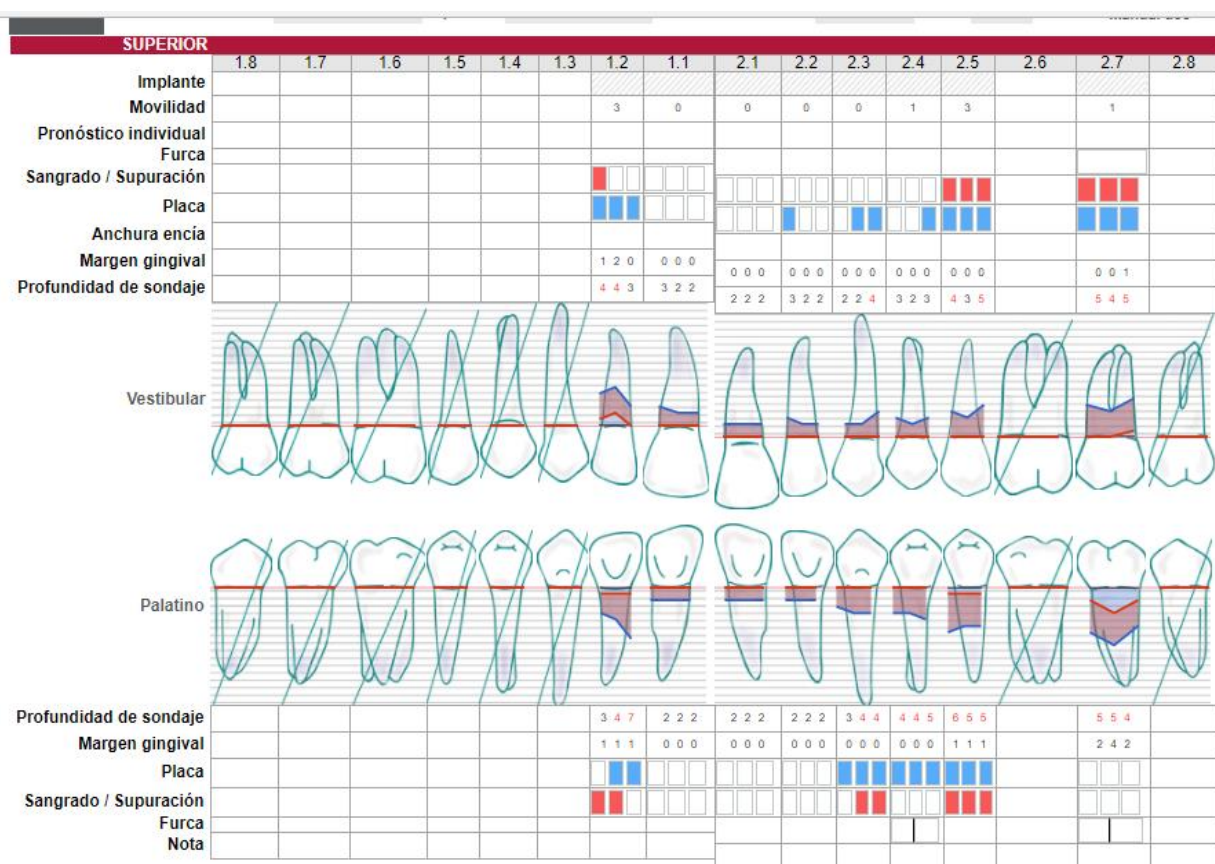 SUPERIOR
1.8 1.7 1.6 1.5 1.4 1.3 1.2 1.1 2.1 2.2 2.3 2.4 2.5 2.6 2.7 2.8
Implante
Movilidad 3 0 0 0 0 1 3 1
Pronóstico individual
Furca
Sangrado / Supuración
Placa
Anchura encía
Margen gingival 1 2 0 0 0 0 0 0 0 0 0 0 0 0 0 0 0 0 0 0 0 0 0 1
Profundidad de sondaje 4 4 3 3 2 2 2 2 2 3 2 2 2 2 4 3 2 3 4 3 5 5 4 5
Vestibular
Palatino
Profundidad de sondaje 3 4 7 2 2 2 2 2 2 2 2 2 3 4 4 4 4 5 6 5 5 5 5 4
Margen gingival 1 1 1 0 0 0 0 0 0 0 0 0 0 0 0 0 0 0 1 1 1 2 4 2
Placa
Sangrado / Supuración
Furca
Nota